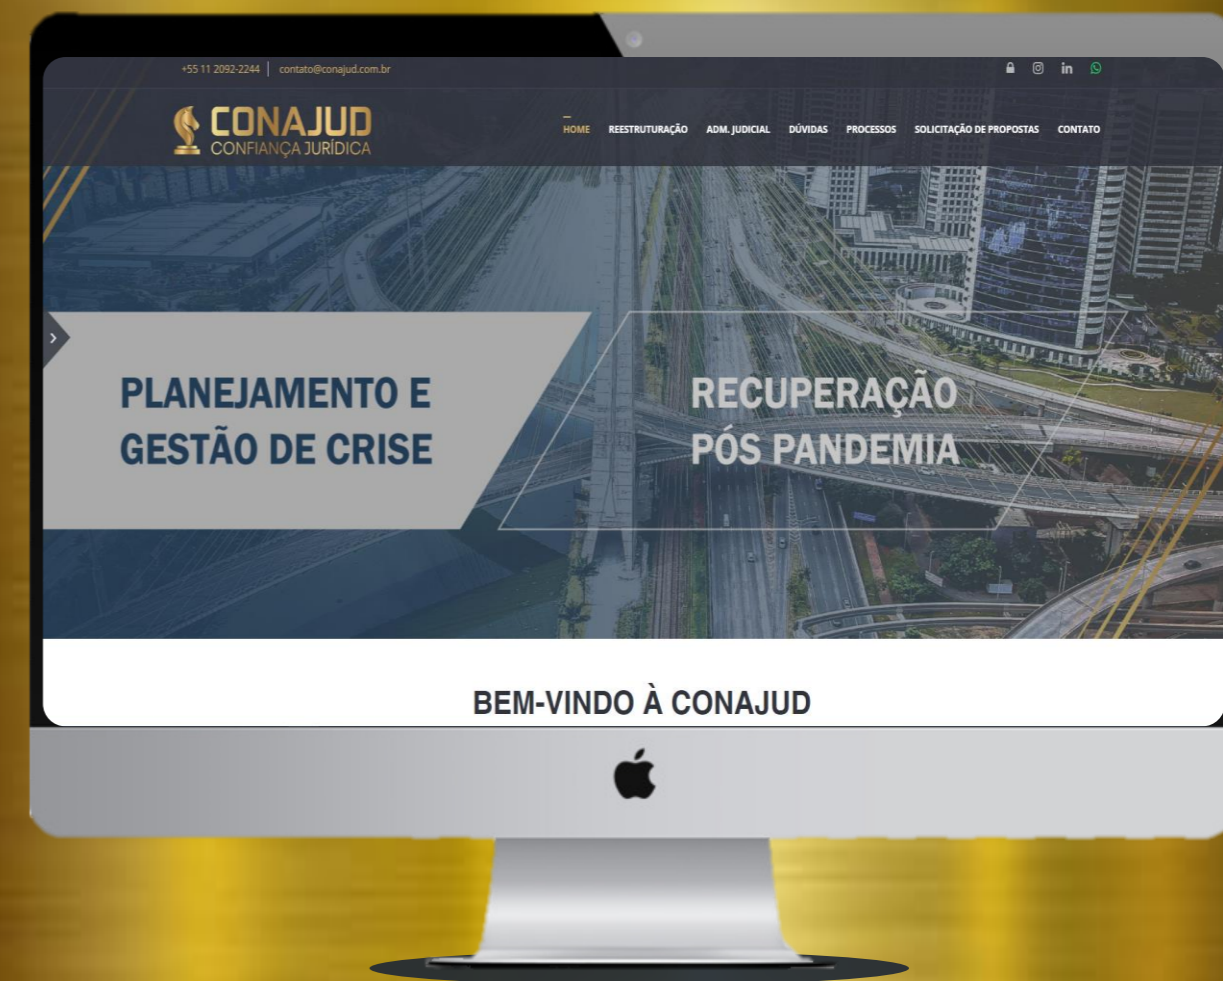 +55 11 2092-2244 | contato@conajud.com.br
CONAJUD
CONFIANÇA JURÍDICA
HOME REESTRUTURAÇÃO ADM. JUDICIAL DÚVIDAS PROCESSOS SOLICITAÇÃO DE PROPOSTAS CONTATO
PLANEJAMENTO E
GESTÃO DE CRISE
RECUPERAÇÃO
PÓS PANDEMIA
BEM-VINDO À CONAJUD